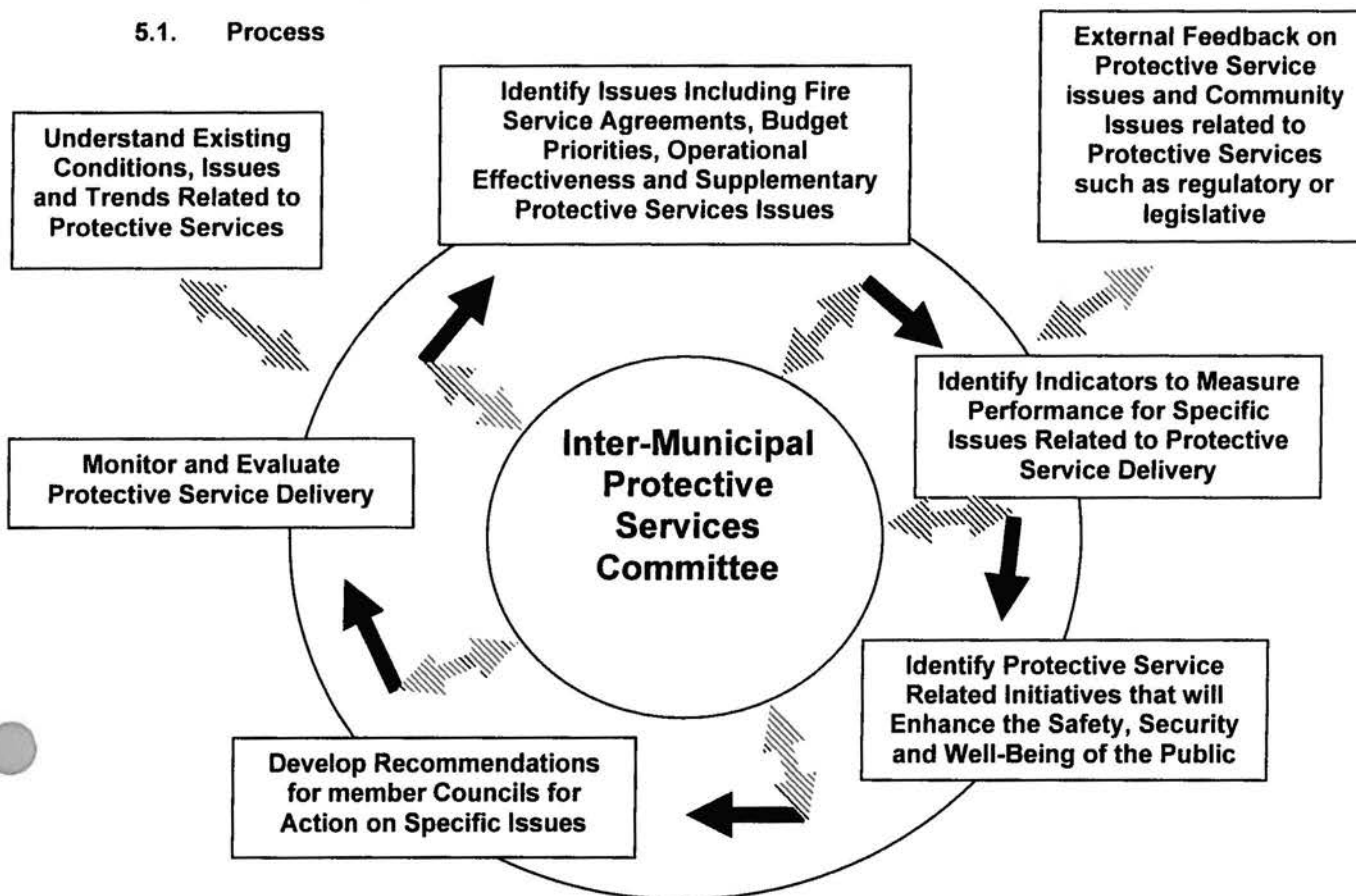 5.1. Process
Understand Existing
Conditions, Issues
and Trends Related to
Protective Services
Identify Issues Including Fire
Service Agreements, Budget
Priorities, Operational
Effectiveness and Supplementary
Protective Services Issues
External Feedback on
Protective Service
issues and Community
Issues related to
Protective Services
such as regulatory or
legislative
Inter-Municipal
Protective
Services
Committee
Identify Indicators to Measure
Performance for Specific
Issues Related to Protective
Service Delivery
Monitor and Evaluate
Protective Service Delivery
Identify Protective Service
Related Initiatives that will
Enhance the Safety, Security
and Well-Being of the Public
Develop Recommendations
for member Councils for
Action on Specific Issues